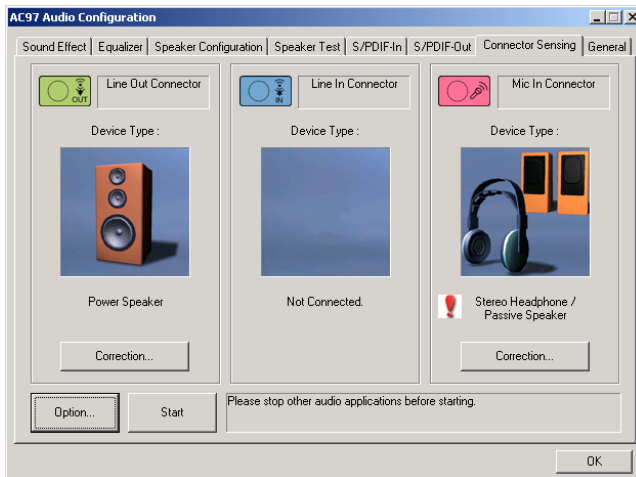 AC97 Audio Configuration
Sound Effect Equalizer Speaker Configuration Speaker Test S/PDIF-In S/PDIF-Out Connector Sensing General
OUT Line Out Connector
Device Type :
Power Speaker
Correction...
IN Line In Connector
Device Type :
Not Connected.
Mic In Connector
Device Type :
Stereo Headphone /
Passive Speaker
Correction...
Option... Start Please stop other audio applications before starting.
OK